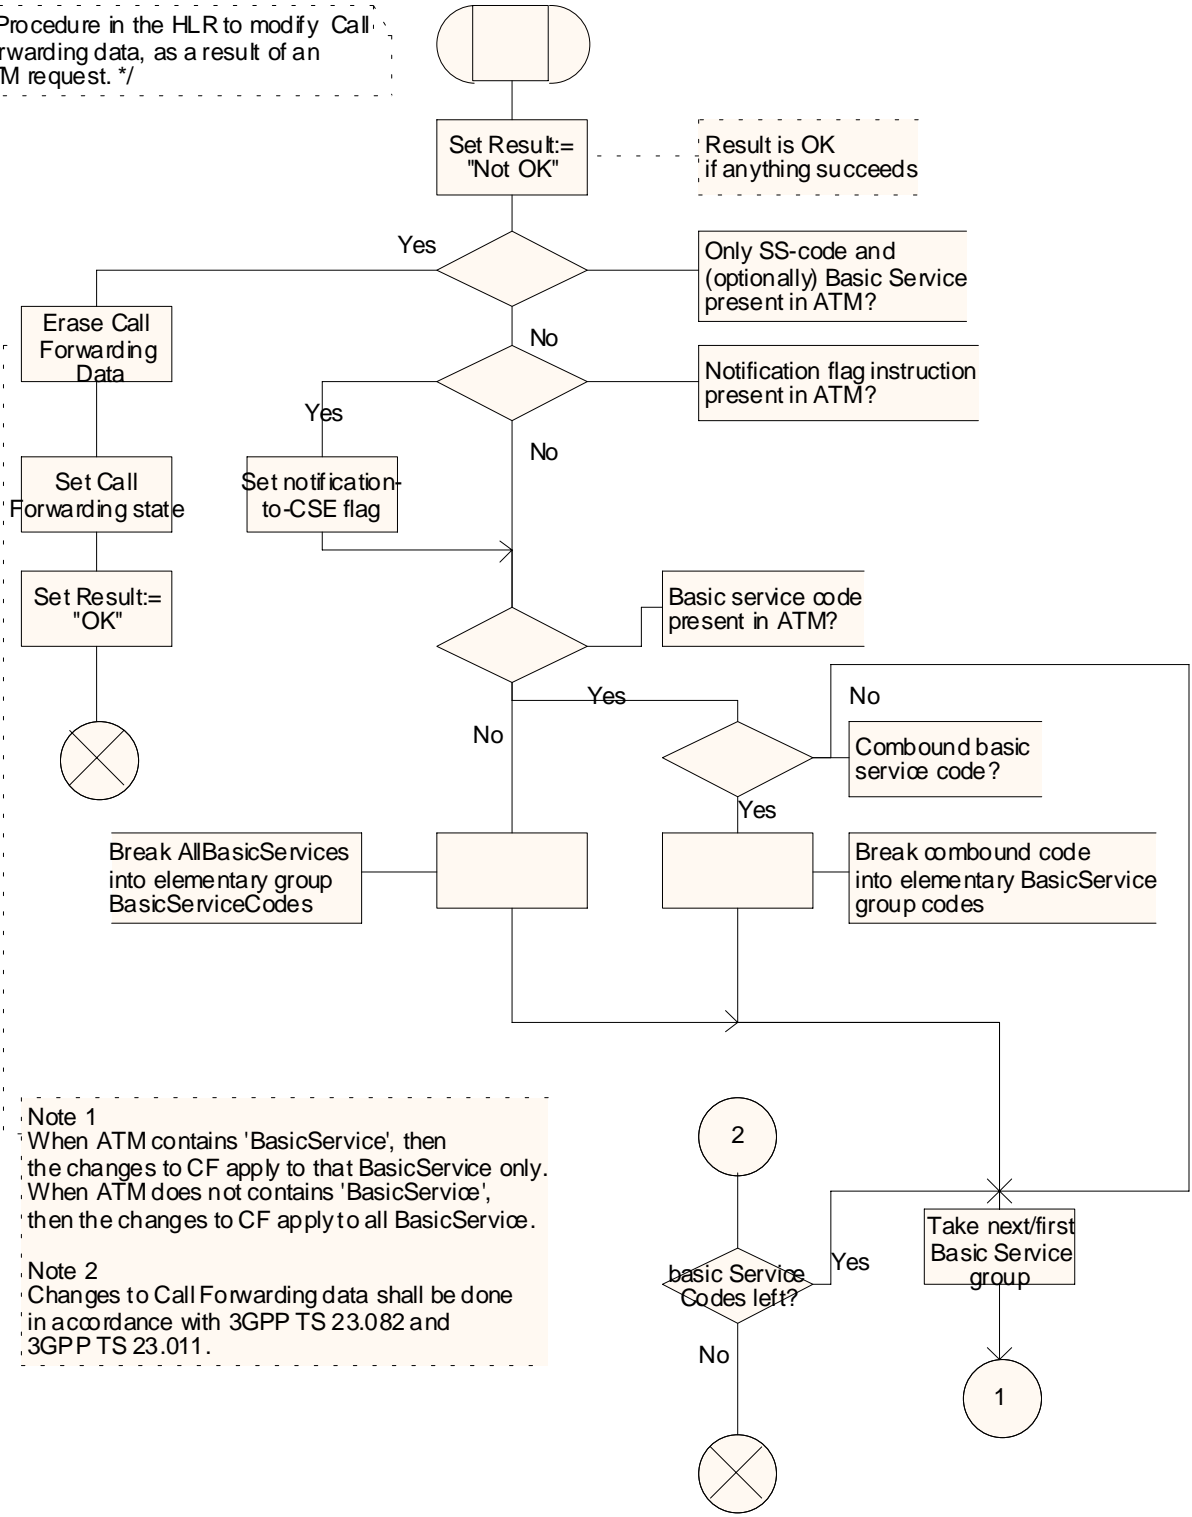 Procedure in the HLR to modify Call
rwarding data, as a result of an
M request. */
Set Result:=
"Not OK"
Result is OK
if anything succeeds
Yes
Only SS-code and
(optionally) Basic Service
present in ATM?
Erase Call
Forwarding
Data
No
Notification flag instruction
present in ATM?
Yes
No
Set Call
Forwarding state
Set notification-
to-CSE flag
Set Result:=
"OK"
Basic service code
present in ATM?
Yes
No
No
Combound basic
service code?
Yes
Break AllBasicServices
into elementary group
BasicServiceCodes
Break combound code
into elementary BasicService
group codes
Note 1
When ATM contains 'BasicService', then
the changes to CF apply to that BasicService only.
When ATM does not contains 'BasicService',
then the changes to CF apply to all BasicService.
Note 2
Changes to Call Forwarding data shall be done
in accordance with 3GPP TS 23.082 and
3GPP TS 23.011.
2
Take next/first
Basic Service
group
basic Service
Codes left?
Yes
No
1